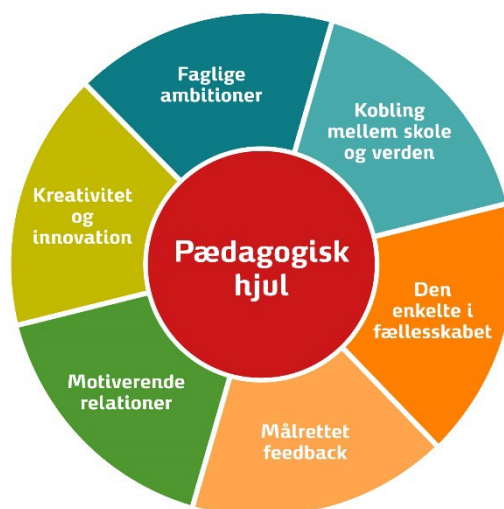 Faglige
ambitioner
Kobling
mellem skole
og verden
Den
enkelte i
fællesskabet
Målrettet
feedback
Motiverende
relationer
Kreativitet
og
innovation
Pædagogisk
hjul